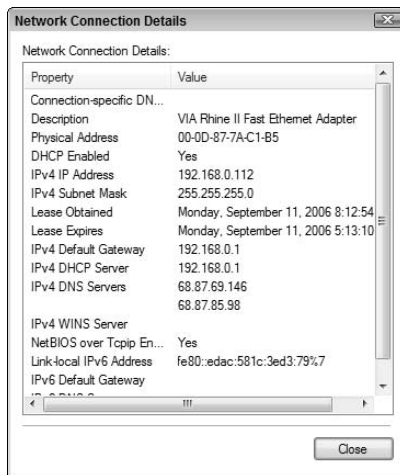 Network Connection Details
Network Connection Details:
Property Value
Connection-specific DN...
Description VIA Rhine II Fast Ethernet Adapter
Physical Address 00-0D-87-7A-C1-B5
DHCP Enabled Yes
IPv4 IP Address 192.168.0.112
IPv4 Subnet Mask 255.255.255.0
Lease Obtained Monday, September 11, 2006 8:12:54
Lease Expires Monday, September 11, 2006 5:13:10
IPv4 Default Gateway 192.168.0.1
IPv4 DHCP Server 192.168.0.1
IPv4 DNS Servers 68.87.69.146
68.87.85.98
IPv4 WINS Server
NetBIOS over Tcpip En... Yes
Link-local IPv6 Address fe80::edac:581c:3ed3:79%7
IPv6 Default Gateway
Close